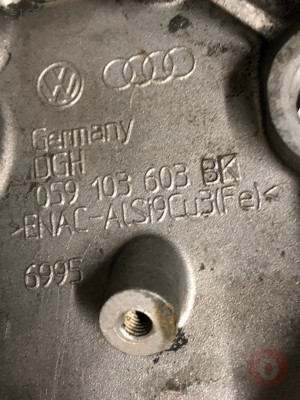 Germany
DGH
059 103 603 BK
>ENAC-AlSi9Cu3(Fe)<
6995